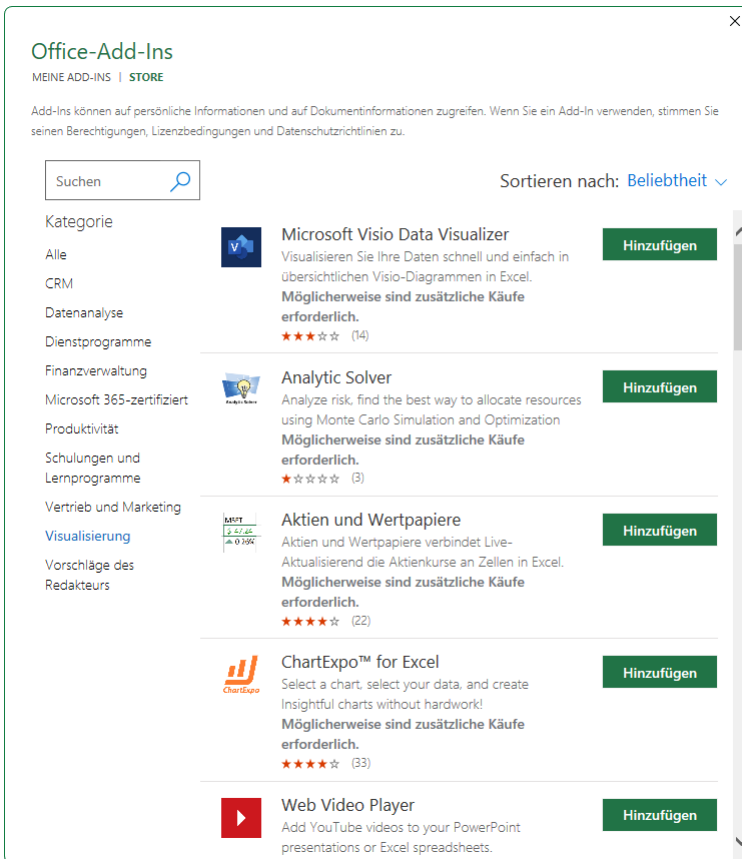 Office-Add-Ins
MEINE ADD-INS | STORE
Add-Ins können auf persönliche Informationen und auf Dokumentinformationen zugreifen. Wenn Sie ein Add-In verwenden, stimmen Sie
seinen Berechtigungen, Lizenzbedingungen und Datenschutzrichtlinien zu.
Suchen
Sortieren nach: Beliebtheit
Kategorie
Alle
CRM
Datenanalyse
Dienstprogramme
Finanzverwaltung
Microsoft 365-zertifiziert
Produktivität
Schulungen und
Lernprogramme
Vertrieb und Marketing
Visualisierung
Vorschläge des
Redakteurs
Microsoft Visio Data Visualizer
Visualisieren Sie Ihre Daten schnell und einfach in
übersichtlichen Visio-Diagrammen in Excel.
Möglicherweise sind zusätzliche Käufe
erforderlich.
(14)
Hinzufügen
Analytic Solver
Analytic Solver
Analyze risk, find the best way to allocate resources
using Monte Carlo Simulation and Optimization
Möglicherweise sind zusätzliche Käufe
erforderlich.
(3)
Hinzufügen
MSFT
Aktien und Wertpapiere
Aktien und Wertpapiere verbindet Live-
Aktualisierend die Aktienkurse an Zellen in Excel.
Möglicherweise sind zusätzliche Käufe
erforderlich.
(22)
Hinzufügen
ChartExpo
ChartExpo™ for Excel
Select a chart, select your data, and create
Insightful charts without hardwork!
Möglicherweise sind zusätzliche Käufe
erforderlich.
(33)
Hinzufügen
Web Video Player
Add YouTube videos to your PowerPoint
presentations or Excel spreadsheets.
Hinzufügen